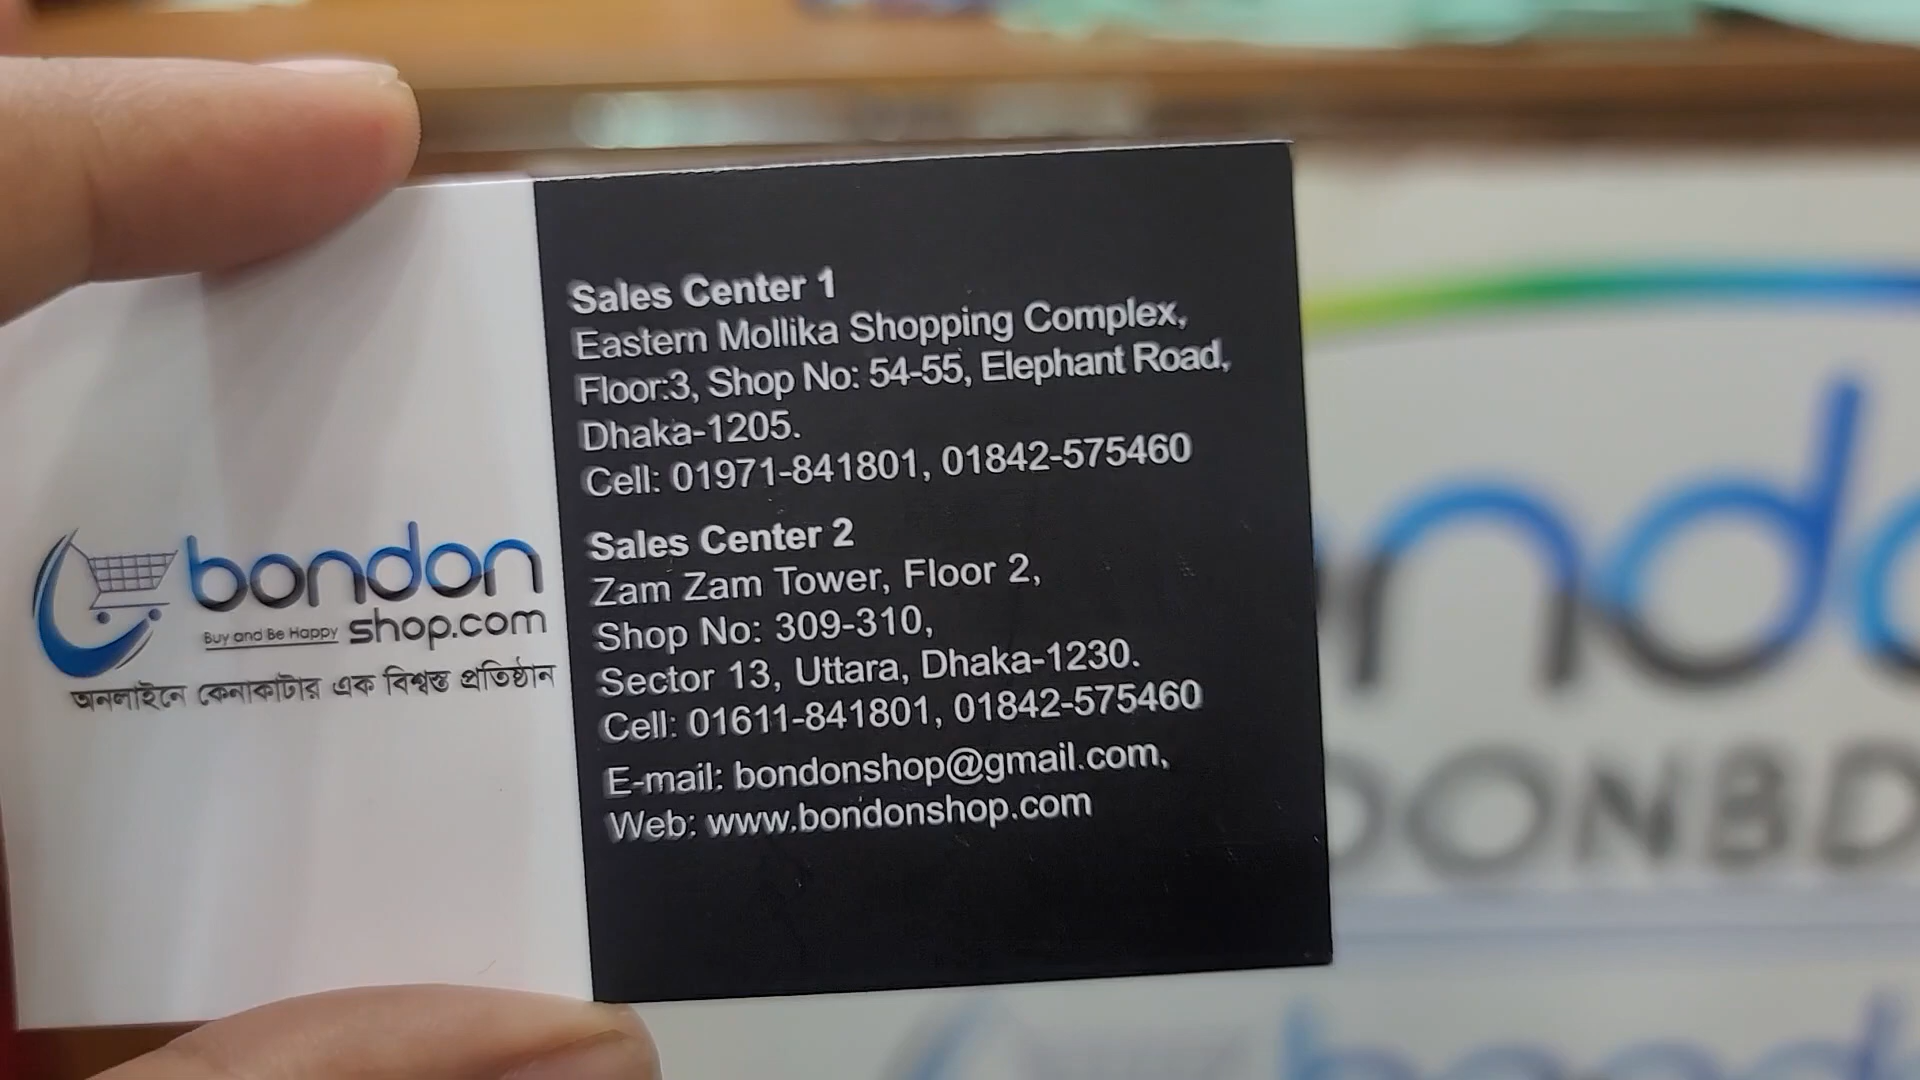 bondon
Buy and Be Happy shop.com
অনলাইনে কেনাকাটার এক বিশ্বস্ত প্রতিষ্ঠান
Sales Center 1
Eastern Mollika Shopping Complex,
Floor:3, Shop No: 54-55, Elephant Road,
Dhaka-1205.
Cell: 01971-841801, 01842-575460
Sales Center 2
Zam Zam Tower, Floor 2,
Shop No: 309-310,
Sector 13, Uttara, Dhaka-1230.
Cell: 01611-841801, 01842-575460
E-mail: bondonshop@gmail.com,
Web: www.bondonshop.com